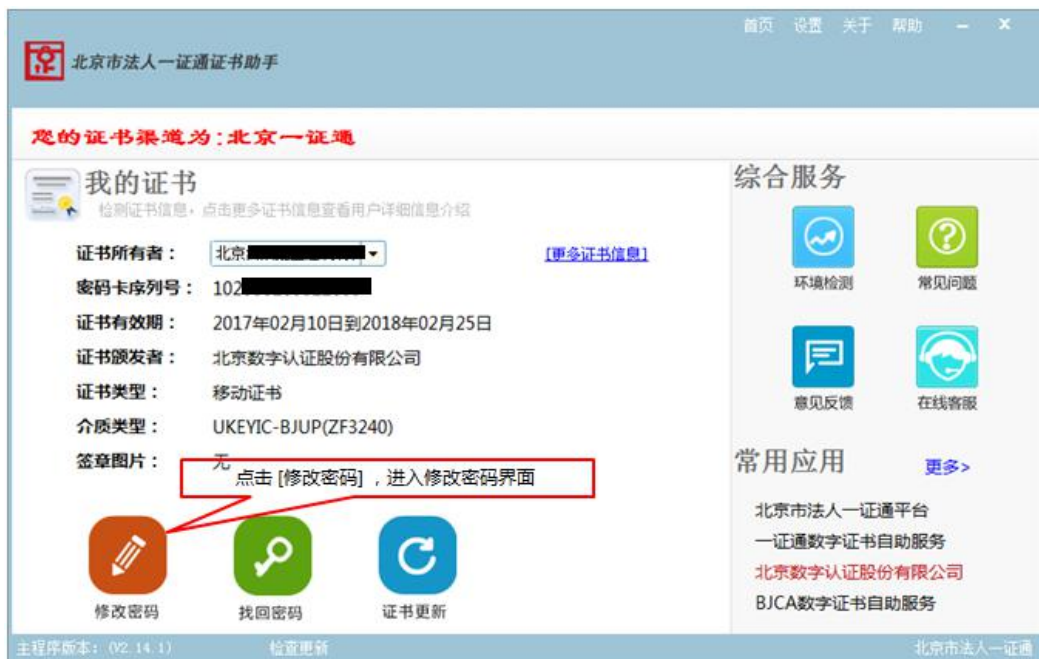 首页 设置 关于 帮助
北京市法人一证通证书助手
您的证书渠道为:北京一证通
我的证书
检测证书信息，点击更多证书信息查看用户详细信息介绍
证书所有者： 北京
[更多证书信息]
密码卡序列号： 102
证书有效期： 2017年02月10日到2018年02月25日
证书颁发者： 北京数字认证股份有限公司
证书类型： 移动证书
介质类型： UKEYIC-BJUP(ZF3240)
签章图片： 无
点击 [修改密码] ，进入修改密码界面
修改密码
找回密码
证书更新
综合服务
环境检测
常见问题
意见反馈
在线客服
常用应用
更多>
北京市法人一证通平台
一证通数字证书自助服务
北京数字认证股份有限公司
BJCA数字证书自助服务
主程序版本：(V2.14.1)
检查更新
北京市法人一证通